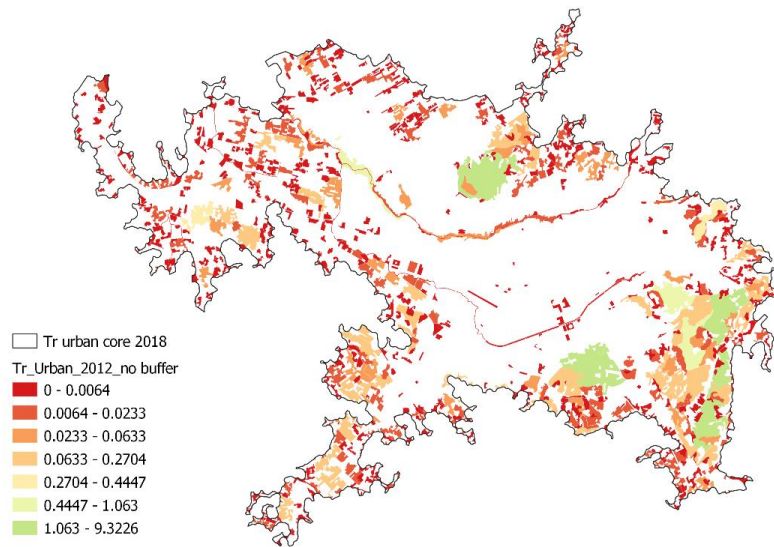 Tr urban core 2018
Tr_Urban_2012_no buffer
0 - 0.0064
0.0064 - 0.0233
0.0233 - 0.0633
0.0633 - 0.2704
0.2704 - 0.4447
0.4447 - 1.063
1.063 - 9.3226